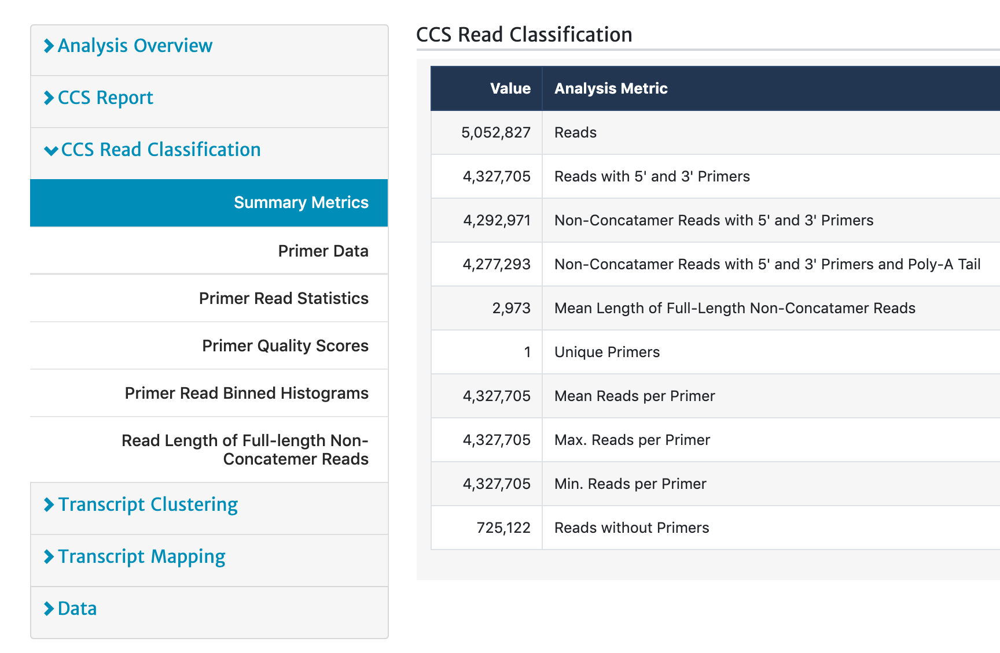 Analysis Overview
CCS Report
CCS Read Classification
Summary Metrics
Primer Data
Primer Read Statistics
Primer Quality Scores
Primer Read Binned Histograms
Read Length of Full-length Non-
Concatemer Reads
Transcript Clustering
Transcript Mapping
Data
CCS Read Classification
Value Analysis Metric
5,052,827 Reads
4,327,705 Reads with 5' and 3' Primers
4,292,971 Non-Concatamer Reads with 5' and 3' Primers
4,277,293 Non-Concatamer Reads with 5' and 3' Primers and Poly-A Tail
2,973 Mean Length of Full-Length Non-Concatamer Reads
1 Unique Primers
4,327,705 Mean Reads per Primer
4,327,705 Max. Reads per Primer
4,327,705 Min. Reads per Primer
725,122 Reads without Primers